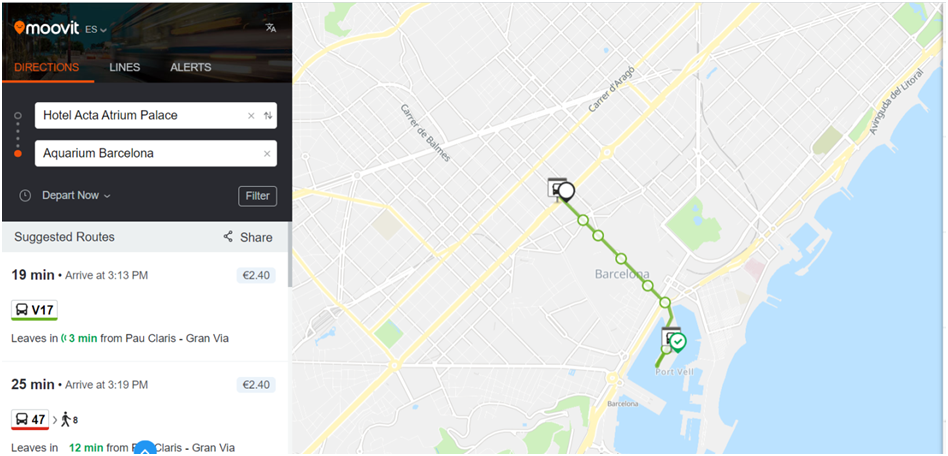 moovit ES
DIRECTIONS LINES ALERTS
Hotel Acta Atrium Palace
Aquarium Barcelona
Depart Now Filter
Suggested Routes Share
19 min • Arrive at 3:13 PM €2.40
V17
Leaves in 3 min from Pau Claris - Gran Via
25 min • Arrive at 3:19 PM €2.40
47 8
Leaves in 12 min from Claris - Gran Via
Carrer de Balmes
Carrer d'Aragó
Avinguda del Litoral
Barcelona
Port Vell
Barcelona